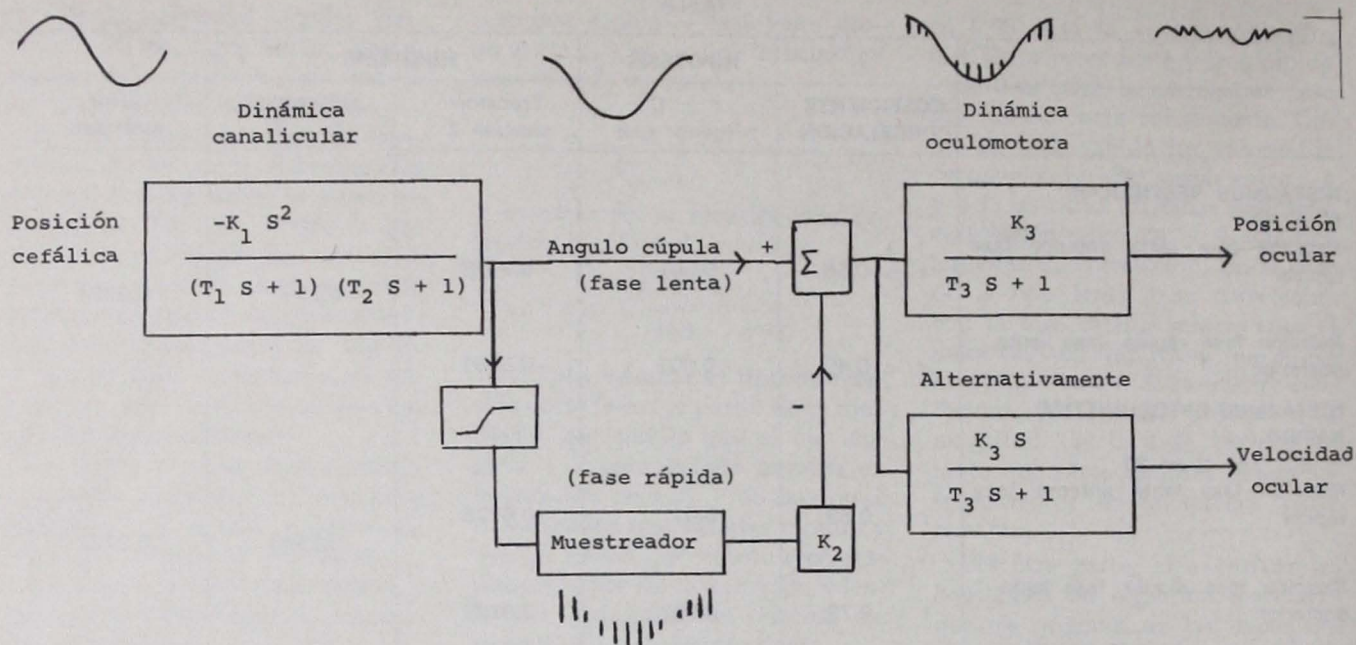 Dinámica
canalicular
Dinámica
oculomotora
Posición
cefálica
-K₁ S²
(T₁ S + 1) (T₂ S + 1)
Angulo cúpula
(fase lenta)
+
Σ
K₃
T₃ S + 1
Posición
ocular
-
Alternativamente
K₃ S
T₃ S + 1
Velocidad
ocular
(fase rápida)
Muestreador
K₂